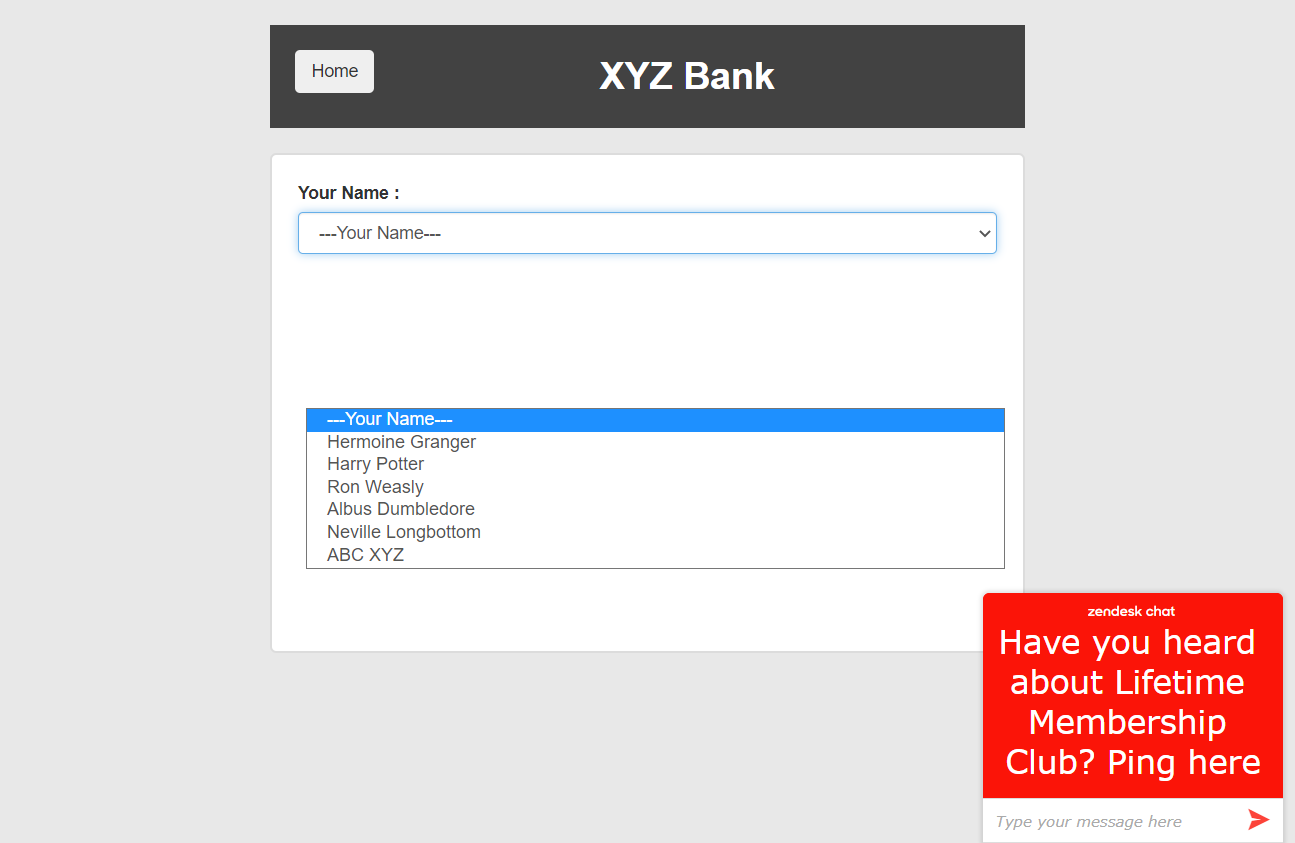 Home
XYZ Bank
Your Name :
---Your Name---
---Your Name---
Hermoine Granger
Harry Potter
Ron Weasly
Albus Dumbledore
Neville Longbottom
ABC XYZ
zendesk chat
Have you heard
about Lifetime
Membership
Club? Ping here
Type your message here